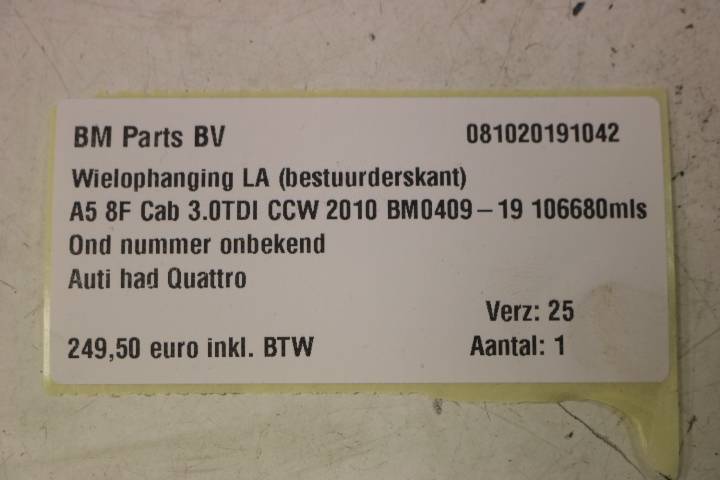 BM Parts BV 081020191042
Wielophanging LA (bestuurderskant)
A5 8F Cab 3.0TDI CCW 2010 BM0409-19 106680mls
Ond nummer onbekend
Auti had Quattro
Verz: 25
249,50 euro inkl. BTW Aantal: 1